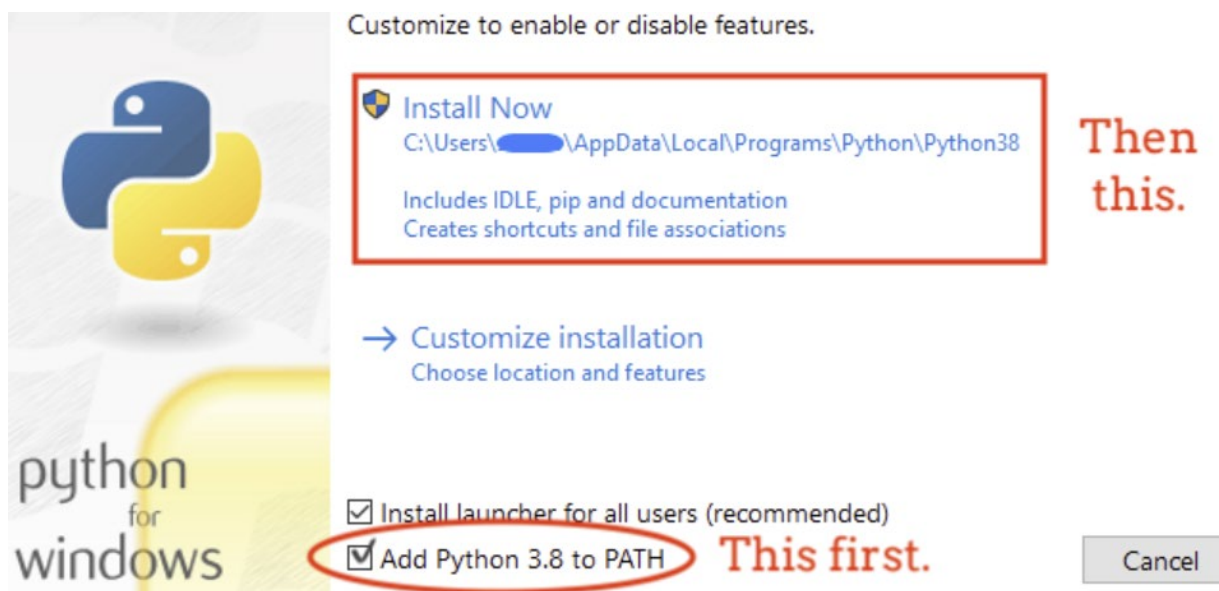 Customize to enable or disable features.
Install Now
C:\Users\ \AppData\Local\Programs\Python\Python38
Includes IDLE, pip and documentation
Creates shortcuts and file associations
Then
this.
Customize installation
Choose location and features
python
for
windows
Install launcher for all users (recommended)
Add Python 3.8 to PATH
This first.
Cancel